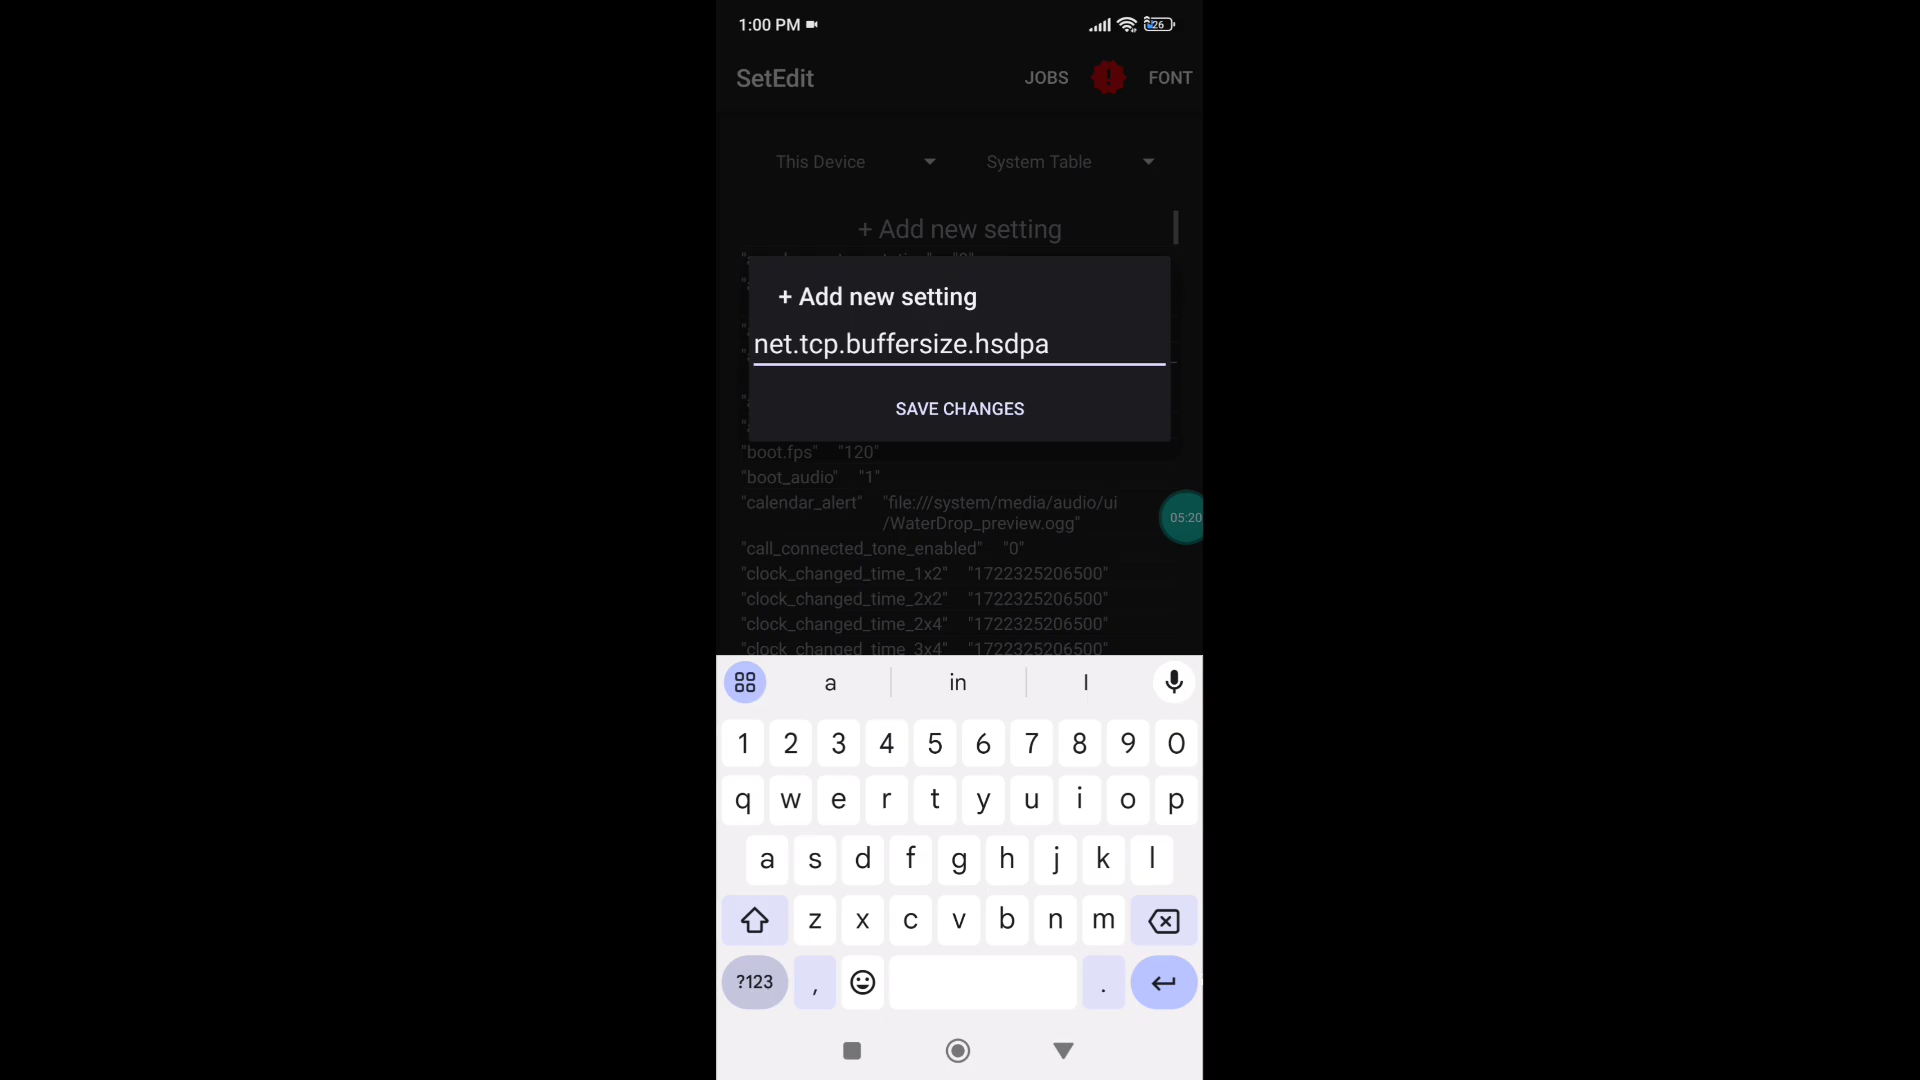 1:00 PM
26
SetEdit
JOBS
FONT
This Device
System Table
+ Add new setting
+ Add new setting
net.tcp.buffersize.hsdpa
SAVE CHANGES
"boot.fps" "120"
"boot_audio" "1"
"calendar_alert" "file:///system/media/audio/ui
/WaterDrop_preview.ogg"
05:20
"call_connected_tone_enabled" "0"
"clock_changed_time_1x2" "1722325206500"
"clock_changed_time_2x2" "1722325206500"
"clock_changed_time_2x4" "1722325206500"
"clock_changed_time_3x4" "1722325206500"
a
in
I
1 2 3 4 5 6 7 8 9 0
q w e r t y u i o p
a s d f g h j k l
z x c v b n m
?123 , .